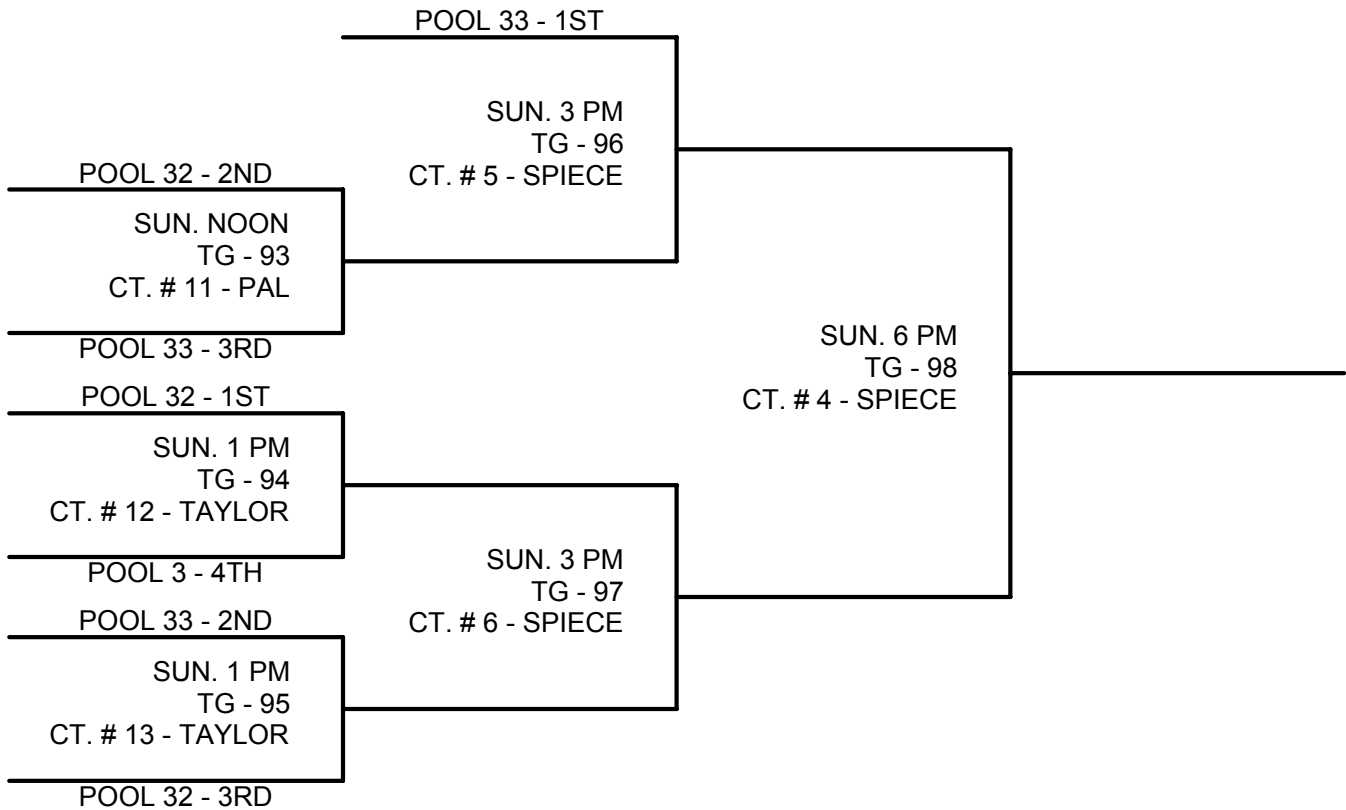 POOL 33 - 1ST
SUN. 3 PM
TG - 96
CT. # 5 - SPIECE
POOL 32 - 2ND
SUN. NOON
TG - 93
CT. # 11 - PAL
POOL 33 - 3RD
SUN. 6 PM
TG - 98
CT. # 4 - SPIECE
POOL 32 - 1ST
SUN. 1 PM
TG - 94
CT. # 12 - TAYLOR
POOL 3 - 4TH
SUN. 3 PM
TG - 97
CT. # 6 - SPIECE
POOL 33 - 2ND
SUN. 1 PM
TG - 95
CT. # 13 - TAYLOR
POOL 32 - 3RD